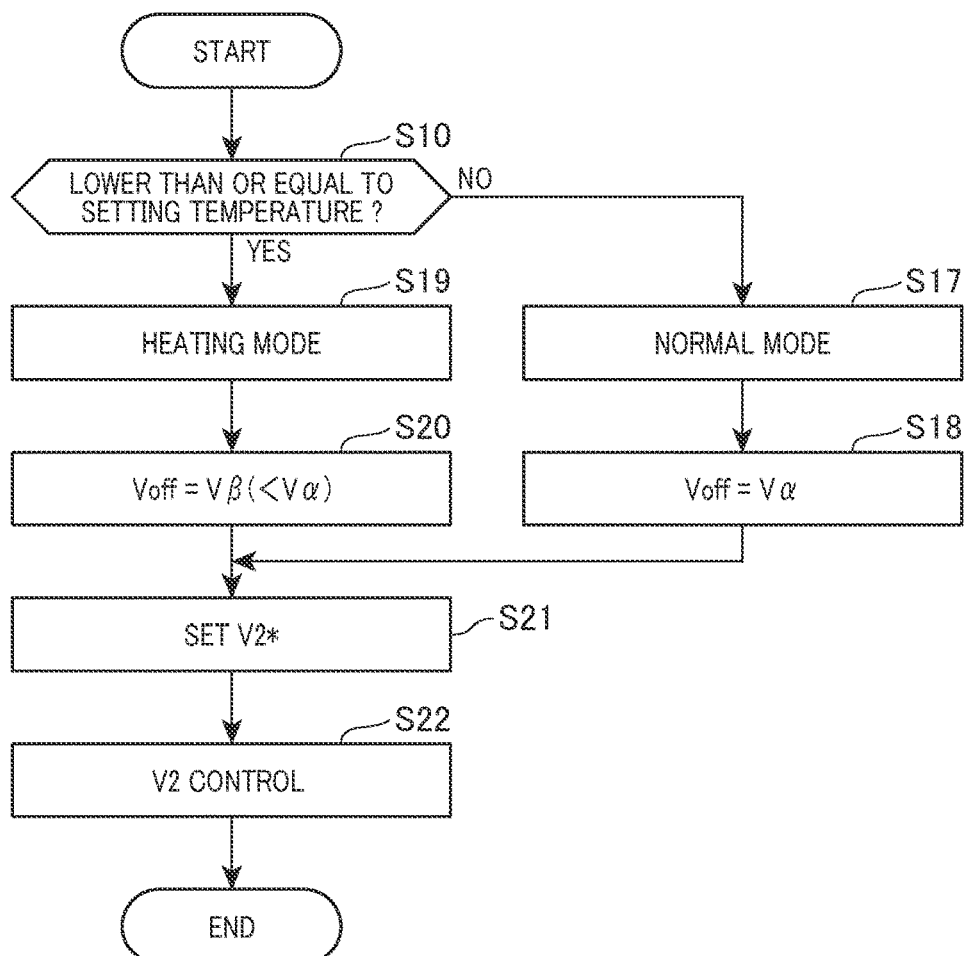 START
S10
LOWER THAN OR EQUAL TO
SETTING TEMPERATURE ?
NO
YES
S19
HEATING MODE
S17
NORMAL MODE
S20
Voff = Vβ(<Vα)
S18
Voff = Vα
S21
SET V2*
S22
V2 CONTROL
END